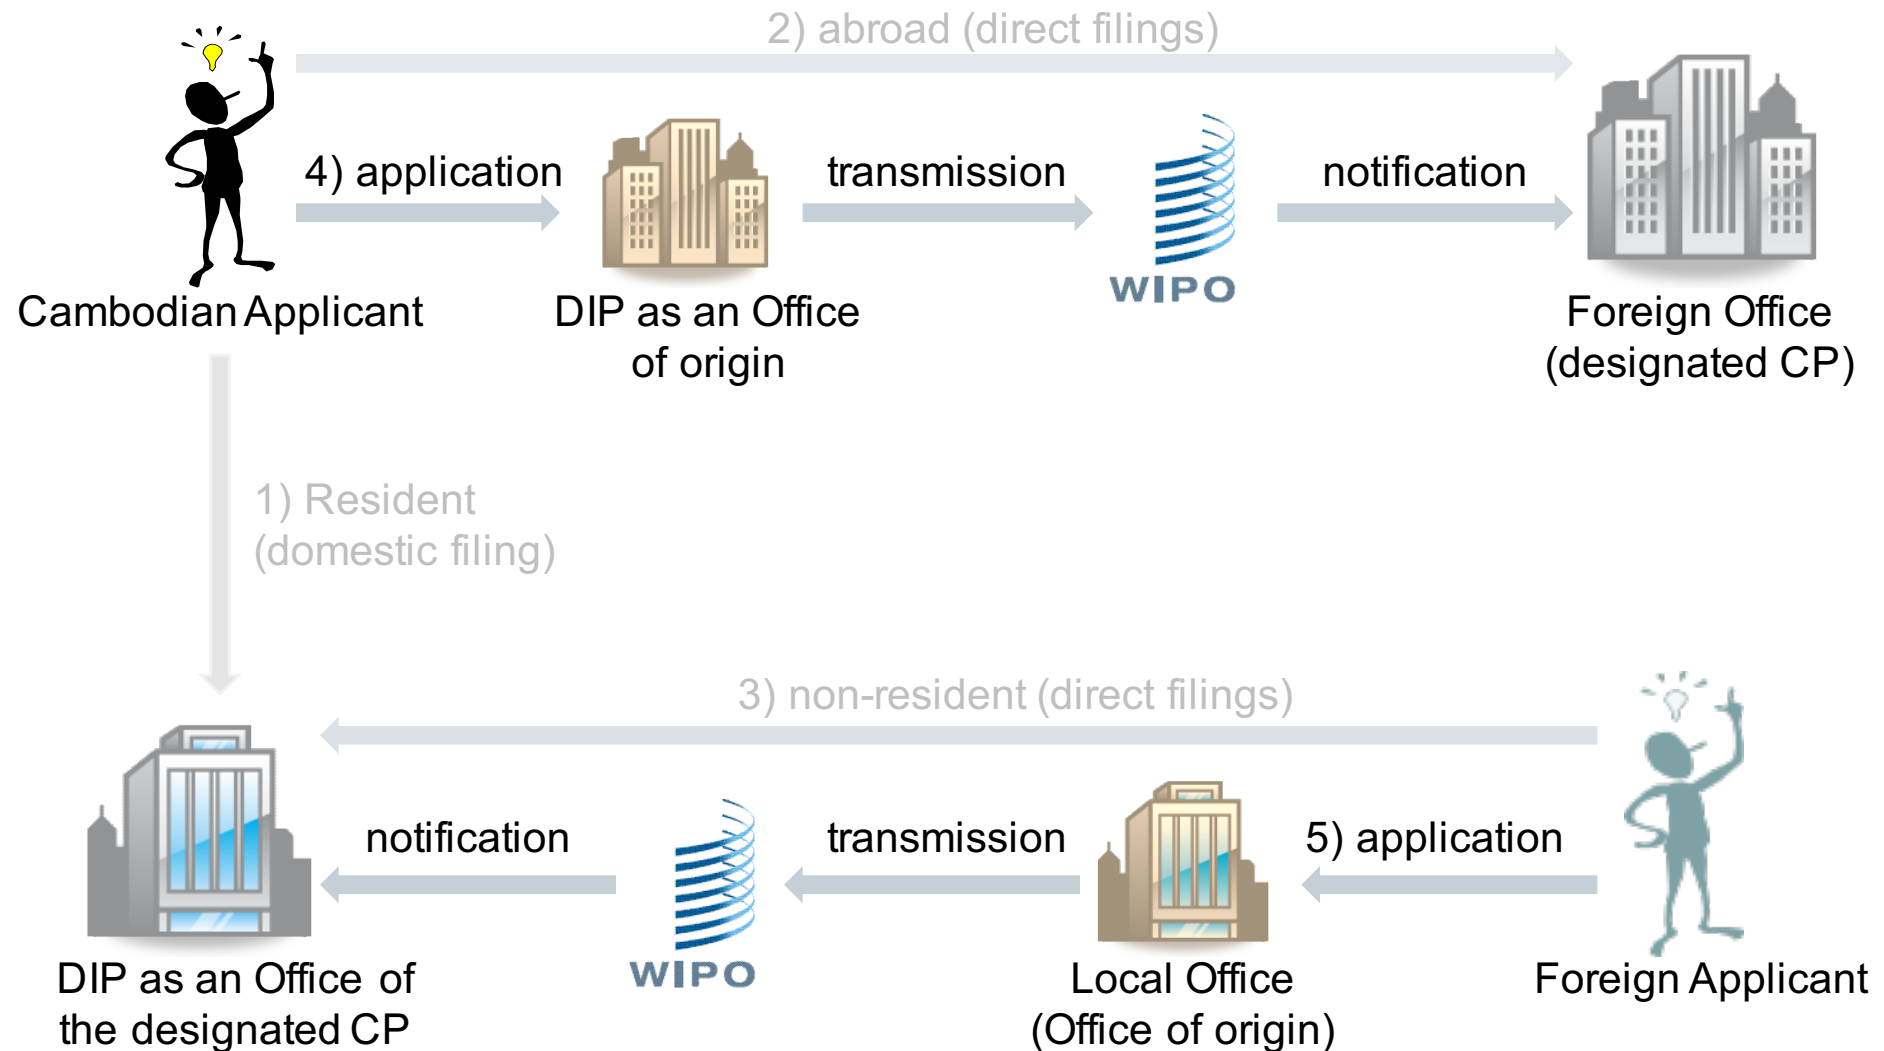 2) abroad (direct filings)
4) application
transmission
notification
WIPO
Cambodian Applicant
DIP as an Office
of origin
Foreign Office
(designated CP)
1) Resident
(domestic filing)
3) non-resident (direct filings)
notification
transmission
5) application
WIPO
DIP as an Office of
the designated CP
Local Office
(Office of origin)
Foreign Applicant